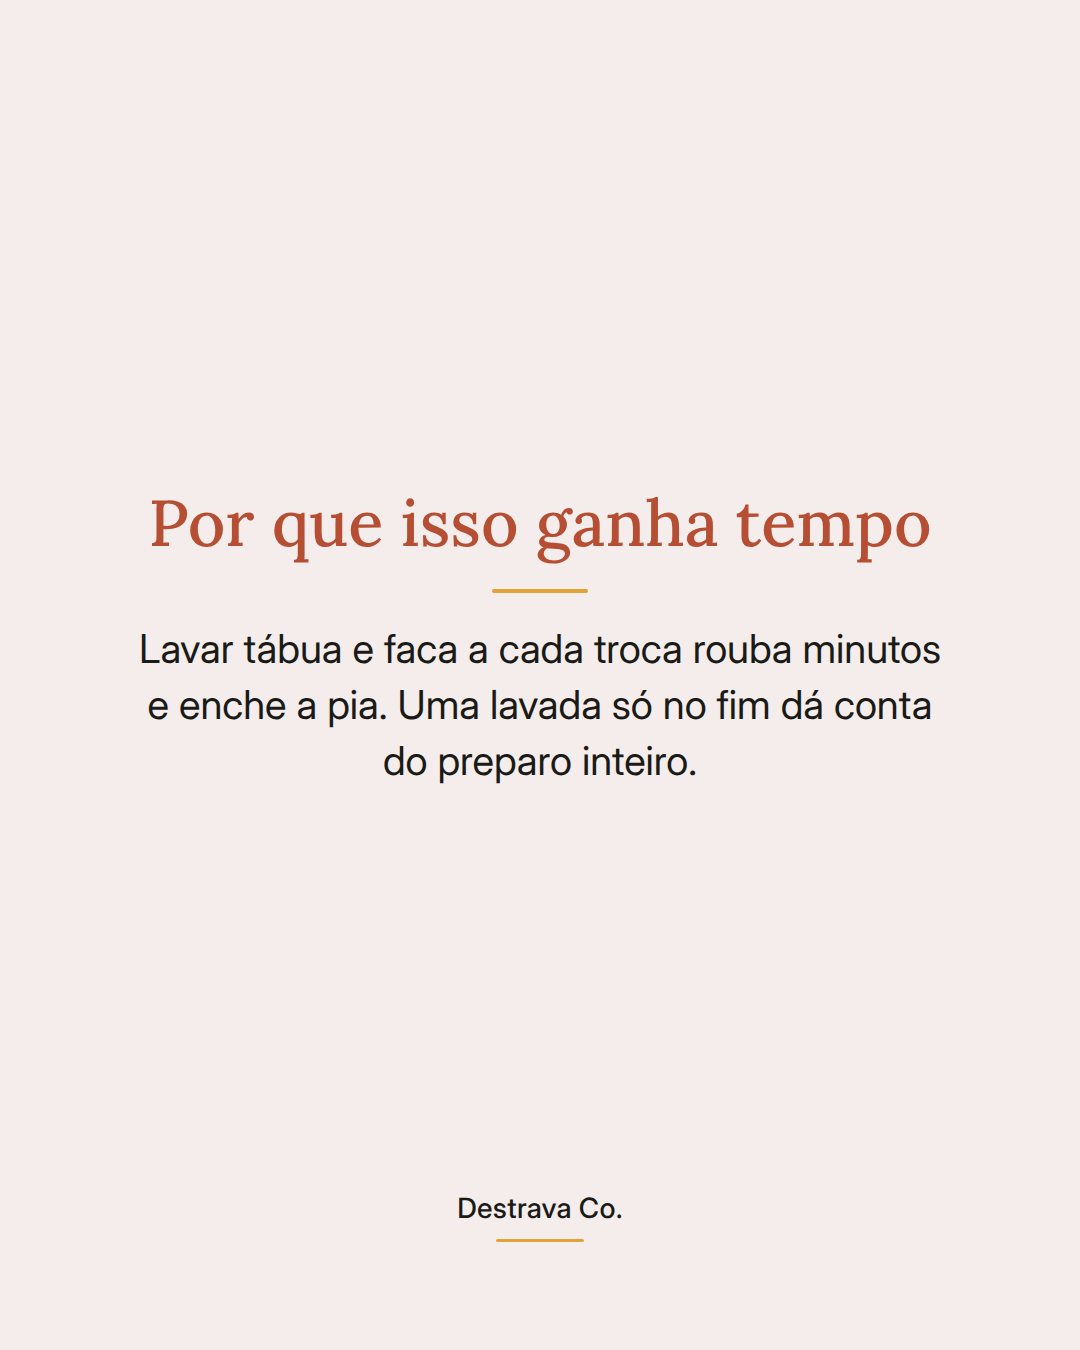 Por que isso ganha tempo
Lavar tábua e faca a cada troca rouba minutos
e enche a pia. Uma lavada só no fim dá conta
do preparo inteiro.
Destrava Co.